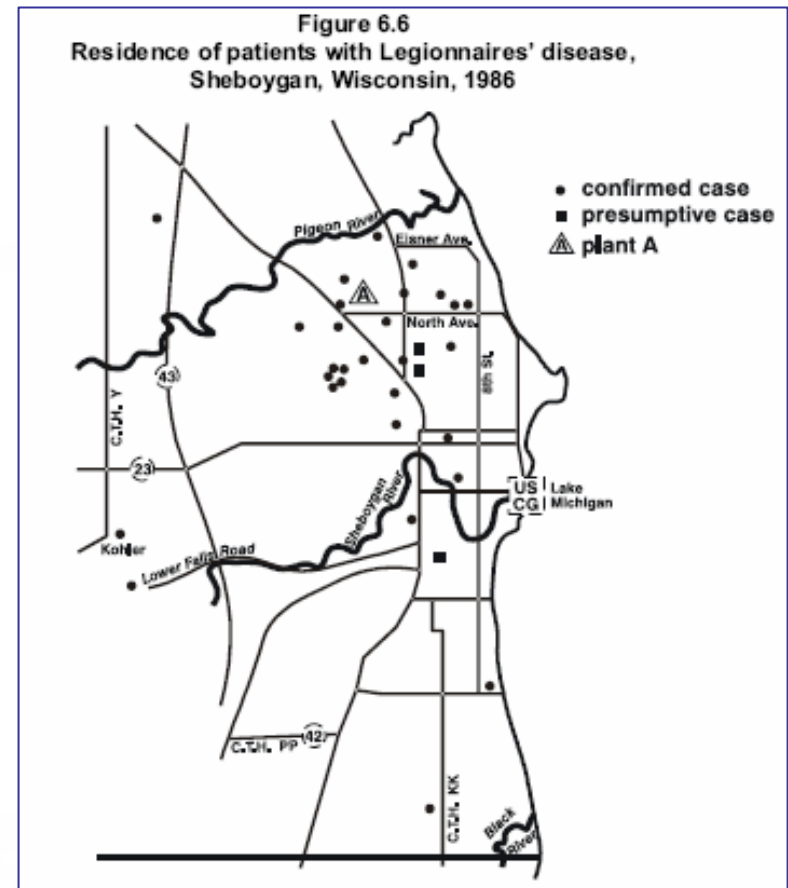 Figure 6.6
Residence of patients with Legionnaires' disease,
Sheboygan, Wisconsin, 1986
confirmed case
presumptive case
A plant A
Pigeon River
Eisner Ave.
A
North Ave.
8th St.
43
C.T.H. Y
23
US Lake
CG Michigan
Sheboygan
River
Kohler
Lower Falls Road
C.T.H. PP 42
C.T.H. KK
Black
River